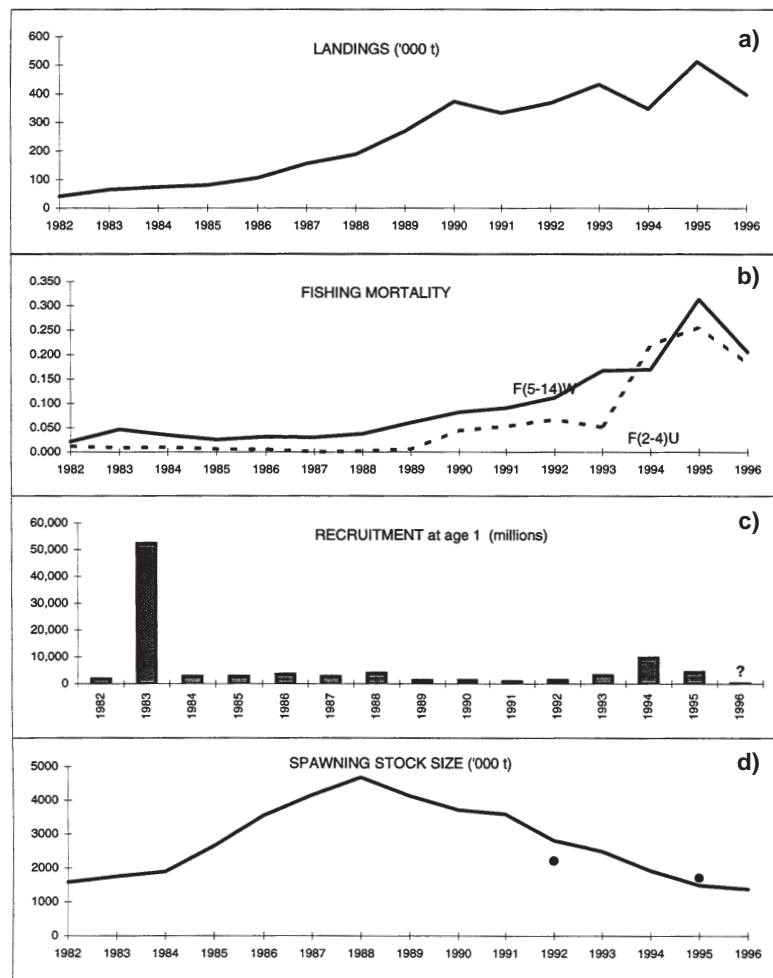 LANDINGS ('000 t)
a)
600
500
400
300
200
100
0
1982 1983 1984 1985 1986 1987 1988 1989 1990 1991 1992 1993 1994 1995 1996
FISHING MORTALITY
b)
0.350
0.300
0.250
0.200
0.150
0.100
0.050
0.000
F(5-14)W
F(2-4)U
1982 1983 1984 1985 1986 1987 1988 1989 1990 1991 1992 1993 1994 1995 1996
RECRUITMENT at age 1 (millions)
c)
60,000
50,000
40,000
30,000
20,000
10,000
0
?
1982 1983 1984 1985 1986 1987 1988 1989 1990 1991 1992 1993 1994 1995 1996
SPAWNING STOCK SIZE ('000 t)
d)
5000
4000
3000
2000
1000
0
1982 1983 1984 1985 1986 1987 1988 1989 1990 1991 1992 1993 1994 1995 1996